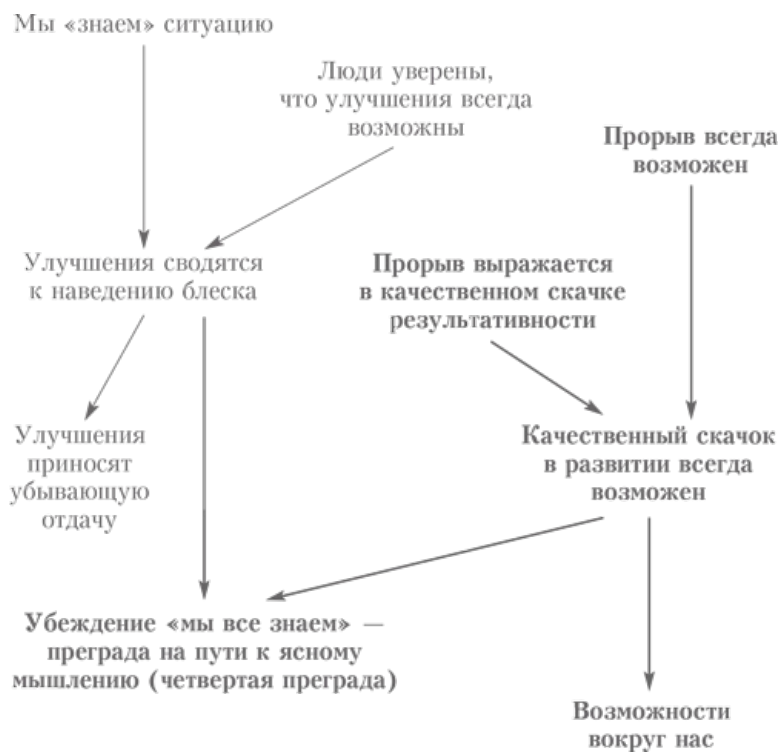 Мы «знаем» ситуацию
Люди уверены,
что улучшения всегда
возможны
Прорыв всегда
возможен
Улучшения сводятся
к наведению блеска
Прорыв выражается
в качественном скачке
результативности
Улучшения
приносят
убывающую
отдачу
Качественный скачок
в развитии всегда
возможен
Убеждение «мы все знаем» —
преграда на пути к ясному
мышлению (четвертая преграда)
Возможности
вокруг нас